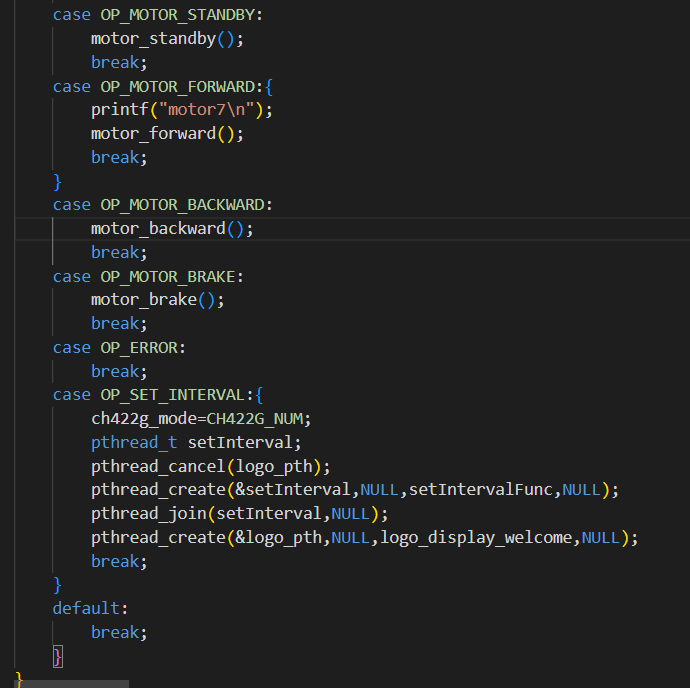 case OP_MOTOR_STANDBY:
motor_standby();
break;
case OP_MOTOR_FORWARD:{
printf("motor7\n");
motor_forward();
break;
}
case OP_MOTOR_BACKWARD:
motor_backward();
break;
case OP_MOTOR_BRAKE:
motor_brake();
break;
case OP_ERROR:
break;
case OP_SET_INTERVAL:{
ch422g_mode=CH422G_NUM;
pthread_t setInterval;
pthread_cancel(logo_pth);
pthread_create(&setInterval,NULL,setIntervalFunc,NULL);
pthread_join(setInterval,NULL);
pthread_create(&logo_pth,NULL,logo_display_welcome,NULL);
break;
}
default:
break;
}
}